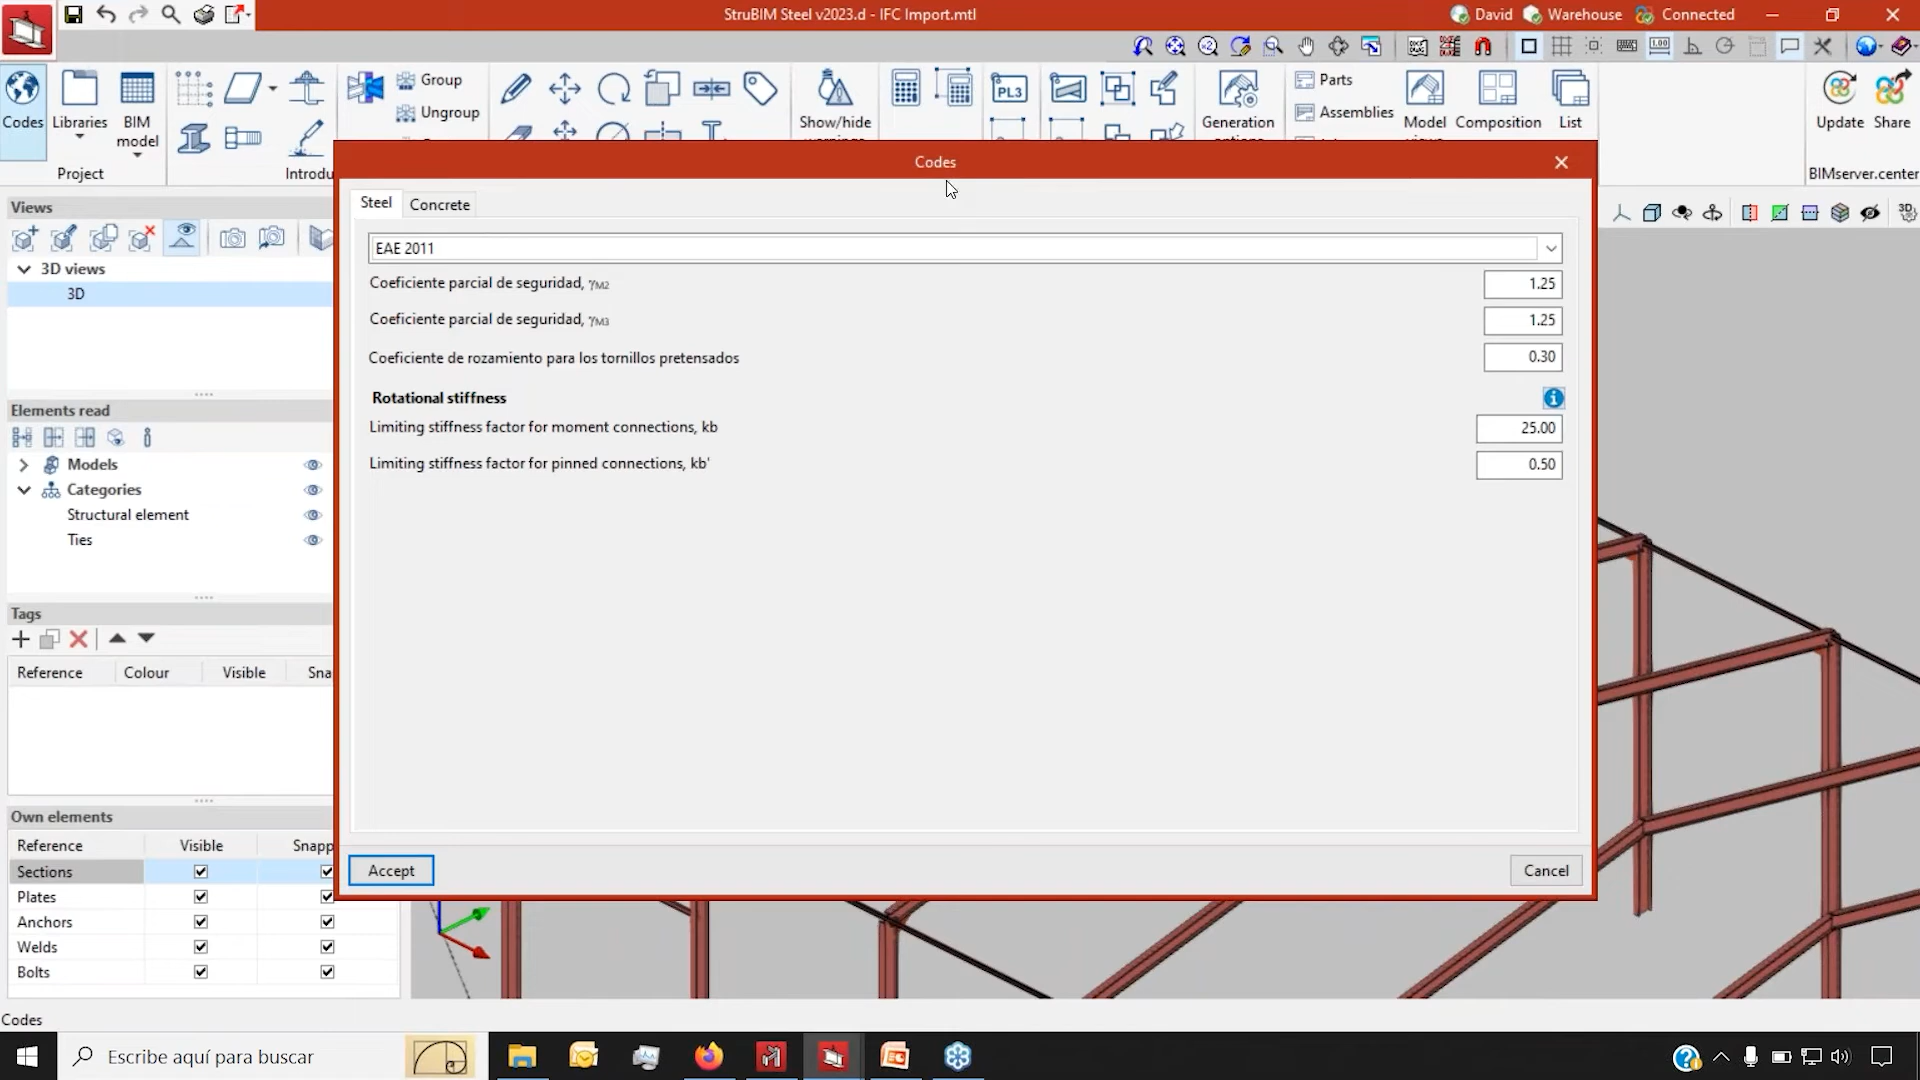 StruBIM Steel v2023.d - IFC Import.mtl
David
Warehouse
Connected
Codes
Libraries
BIM
model
Project
Introdu
Group
Ungroup
Show/hide
PL3
Generation
Parts
Assemblies
Model
Composition
List
Update
Share
BIMserver.center
Codes
Steel
Concrete
EAE 2011
Coeficiente parcial de seguridad, γM2
1.25
Coeficiente parcial de seguridad, γM3
1.25
Coeficiente de rozamiento para los tornillos pretensados
0.30
Rotational stiffness
Limiting stiffness factor for moment connections, kb
25.00
Limiting stiffness factor for pinned connections, kb'
0.50
Accept
Cancel
Views
3D views
3D
Elements read
Models
Categories
Structural element
Ties
Tags
Reference Colour Visible Sna
Own elements
Reference Visible Snapp
Sections
Plates
Anchors
Welds
Bolts
Codes
Escribe aquí para buscar